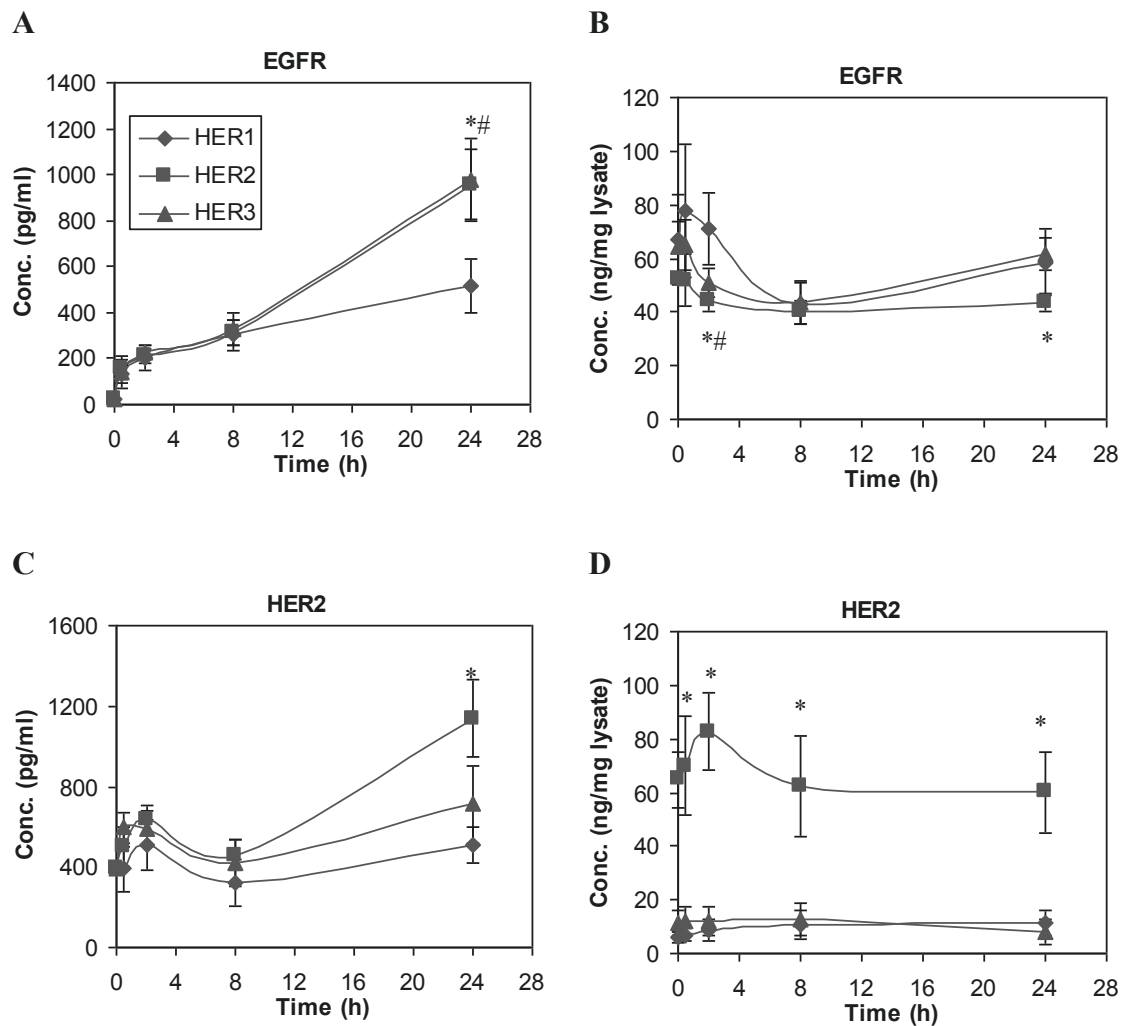 A
EGFR
1400
1200
1000
800
600
400
200
0
Conc. (pg/ml)
HER1
HER2
HER3
*#
0 4 8 12 16 20 24 28
Time (h)
B
EGFR
120
100
80
60
40
20
0
Conc. (ng/mg lysate)
*#
*
0 4 8 12 16 20 24 28
Time (h)
C
HER2
1600
1200
800
400
0
Conc. (pg/ml)
*
0 4 8 12 16 20 24 28
Time (h)
D
HER2
120
100
80
60
40
20
0
Conc. (ng/mg lysate)
* * * *
0 4 8 12 16 20 24 28
Time (h)